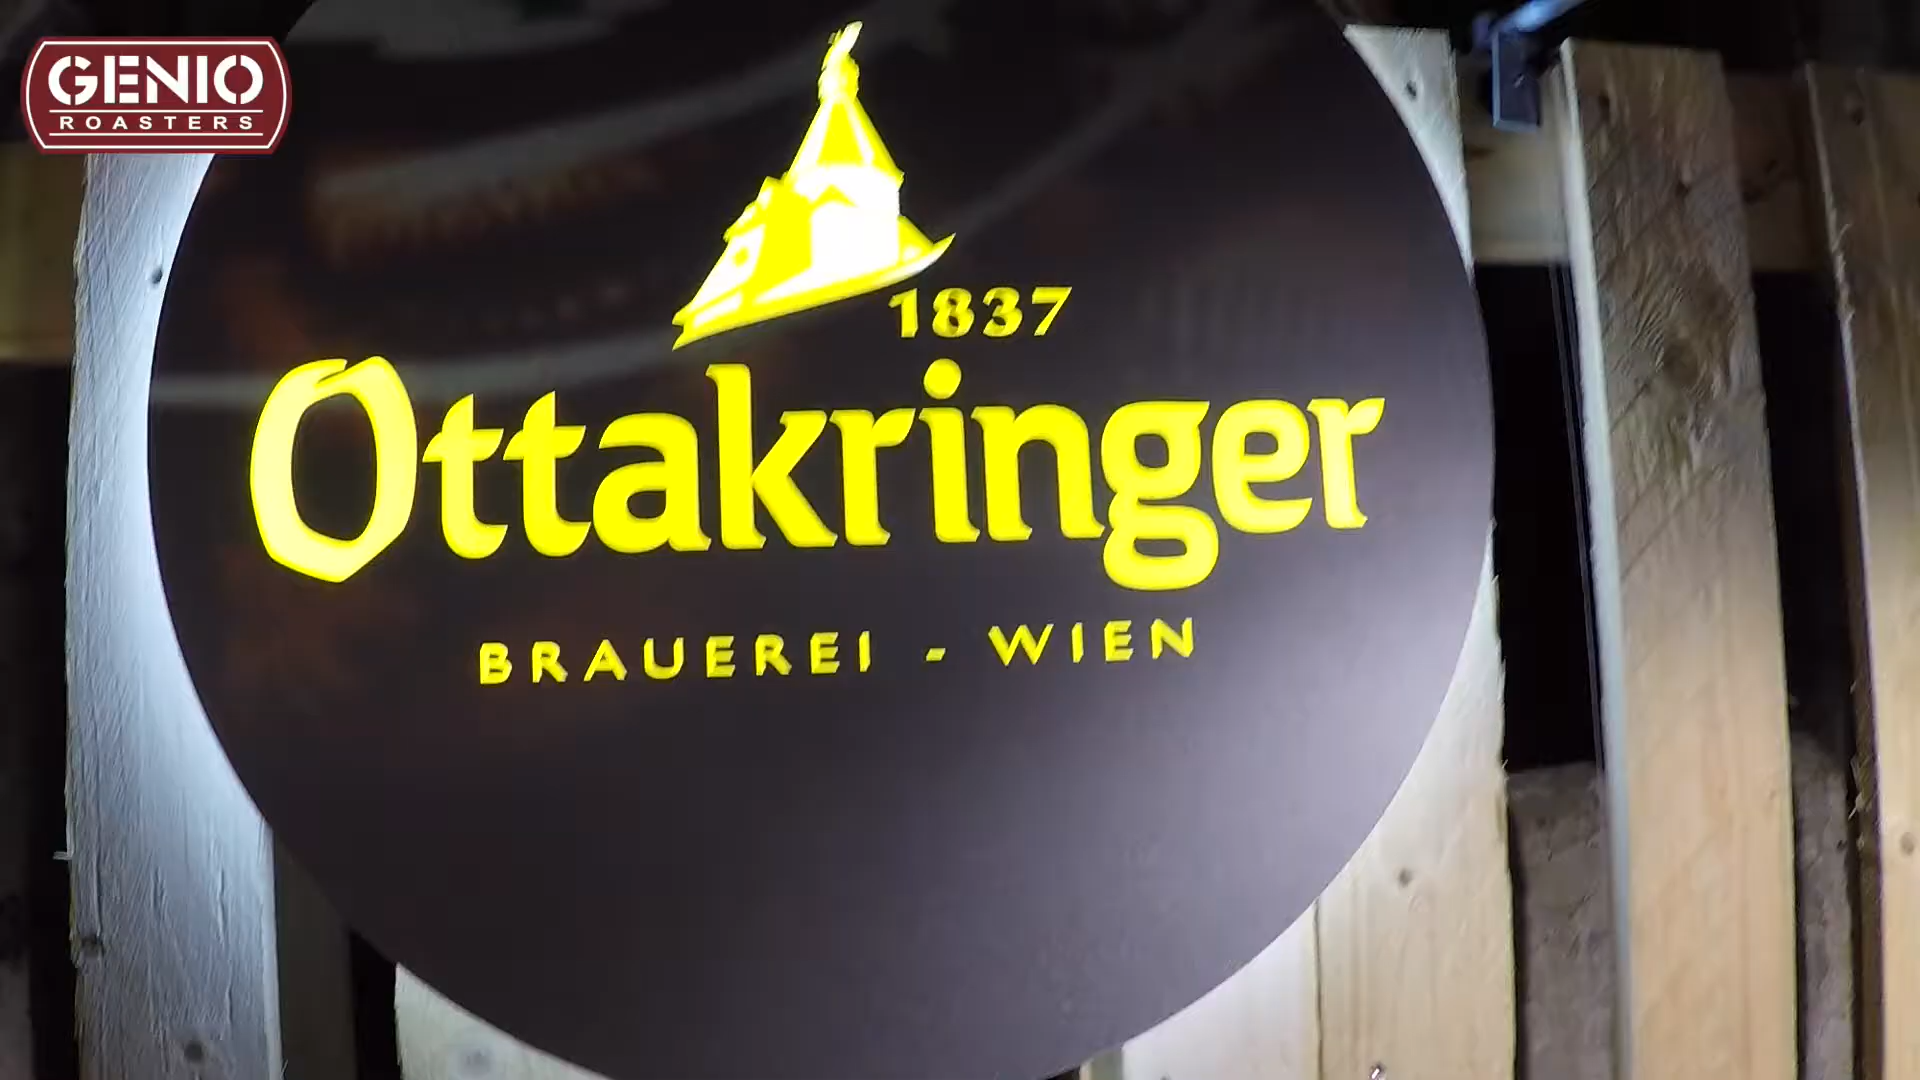 GENIO
ROASTERS
1837
Ottakringer
BRAUEREI - WIEN